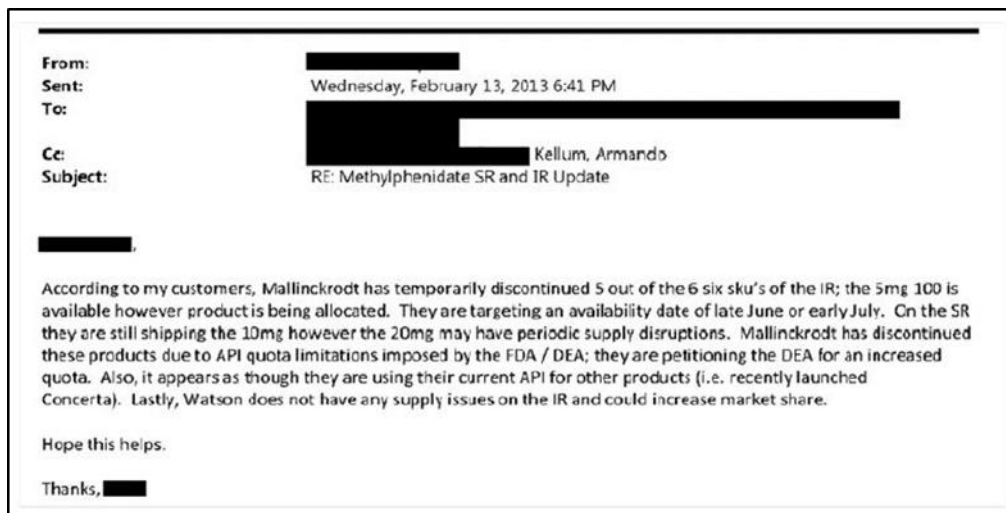 From:
Sent: Wednesday, February 13, 2013 6:41 PM
To:
Cc: Kellum, Armando
Subject: RE: Methylphenidate SR and IR Update
,
According to my customers, Mallinckrodt has temporarily discontinued 5 out of the 6 six sku's of the IR; the 5mg 100 is
available however product is being allocated. They are targeting an availability date of late June or early July. On the SR
they are still shipping the 10mg however the 20mg may have periodic supply disruptions. Mallinckrodt has discontinued
these products due to API quota limitations imposed by the FDA / DEA; they are petitioning the DEA for an increased
quota. Also, it appears as though they are using their current API for other products (i.e. recently launched
Concerta). Lastly, Watson does not have any supply issues on the IR and could increase market share.
Hope this helps.
Thanks,